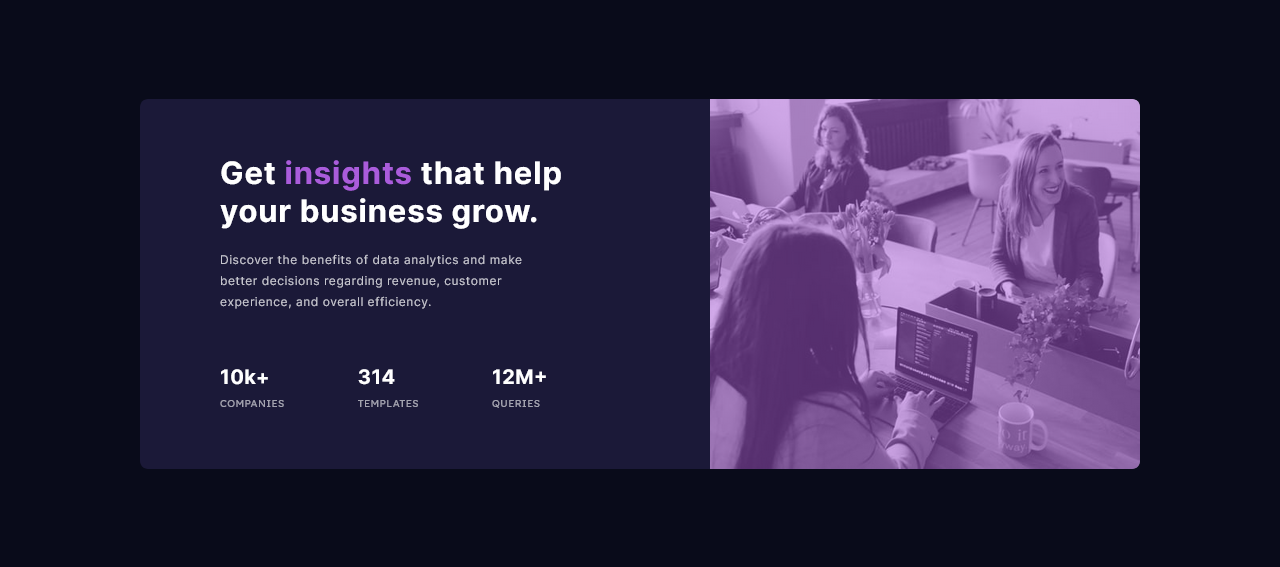 Get insights that help
your business grow.
Discover the benefits of data analytics and make
better decisions regarding revenue, customer
experience, and overall efficiency.
10k+ 314 12M+
COMPANIES TEMPLATES QUERIES